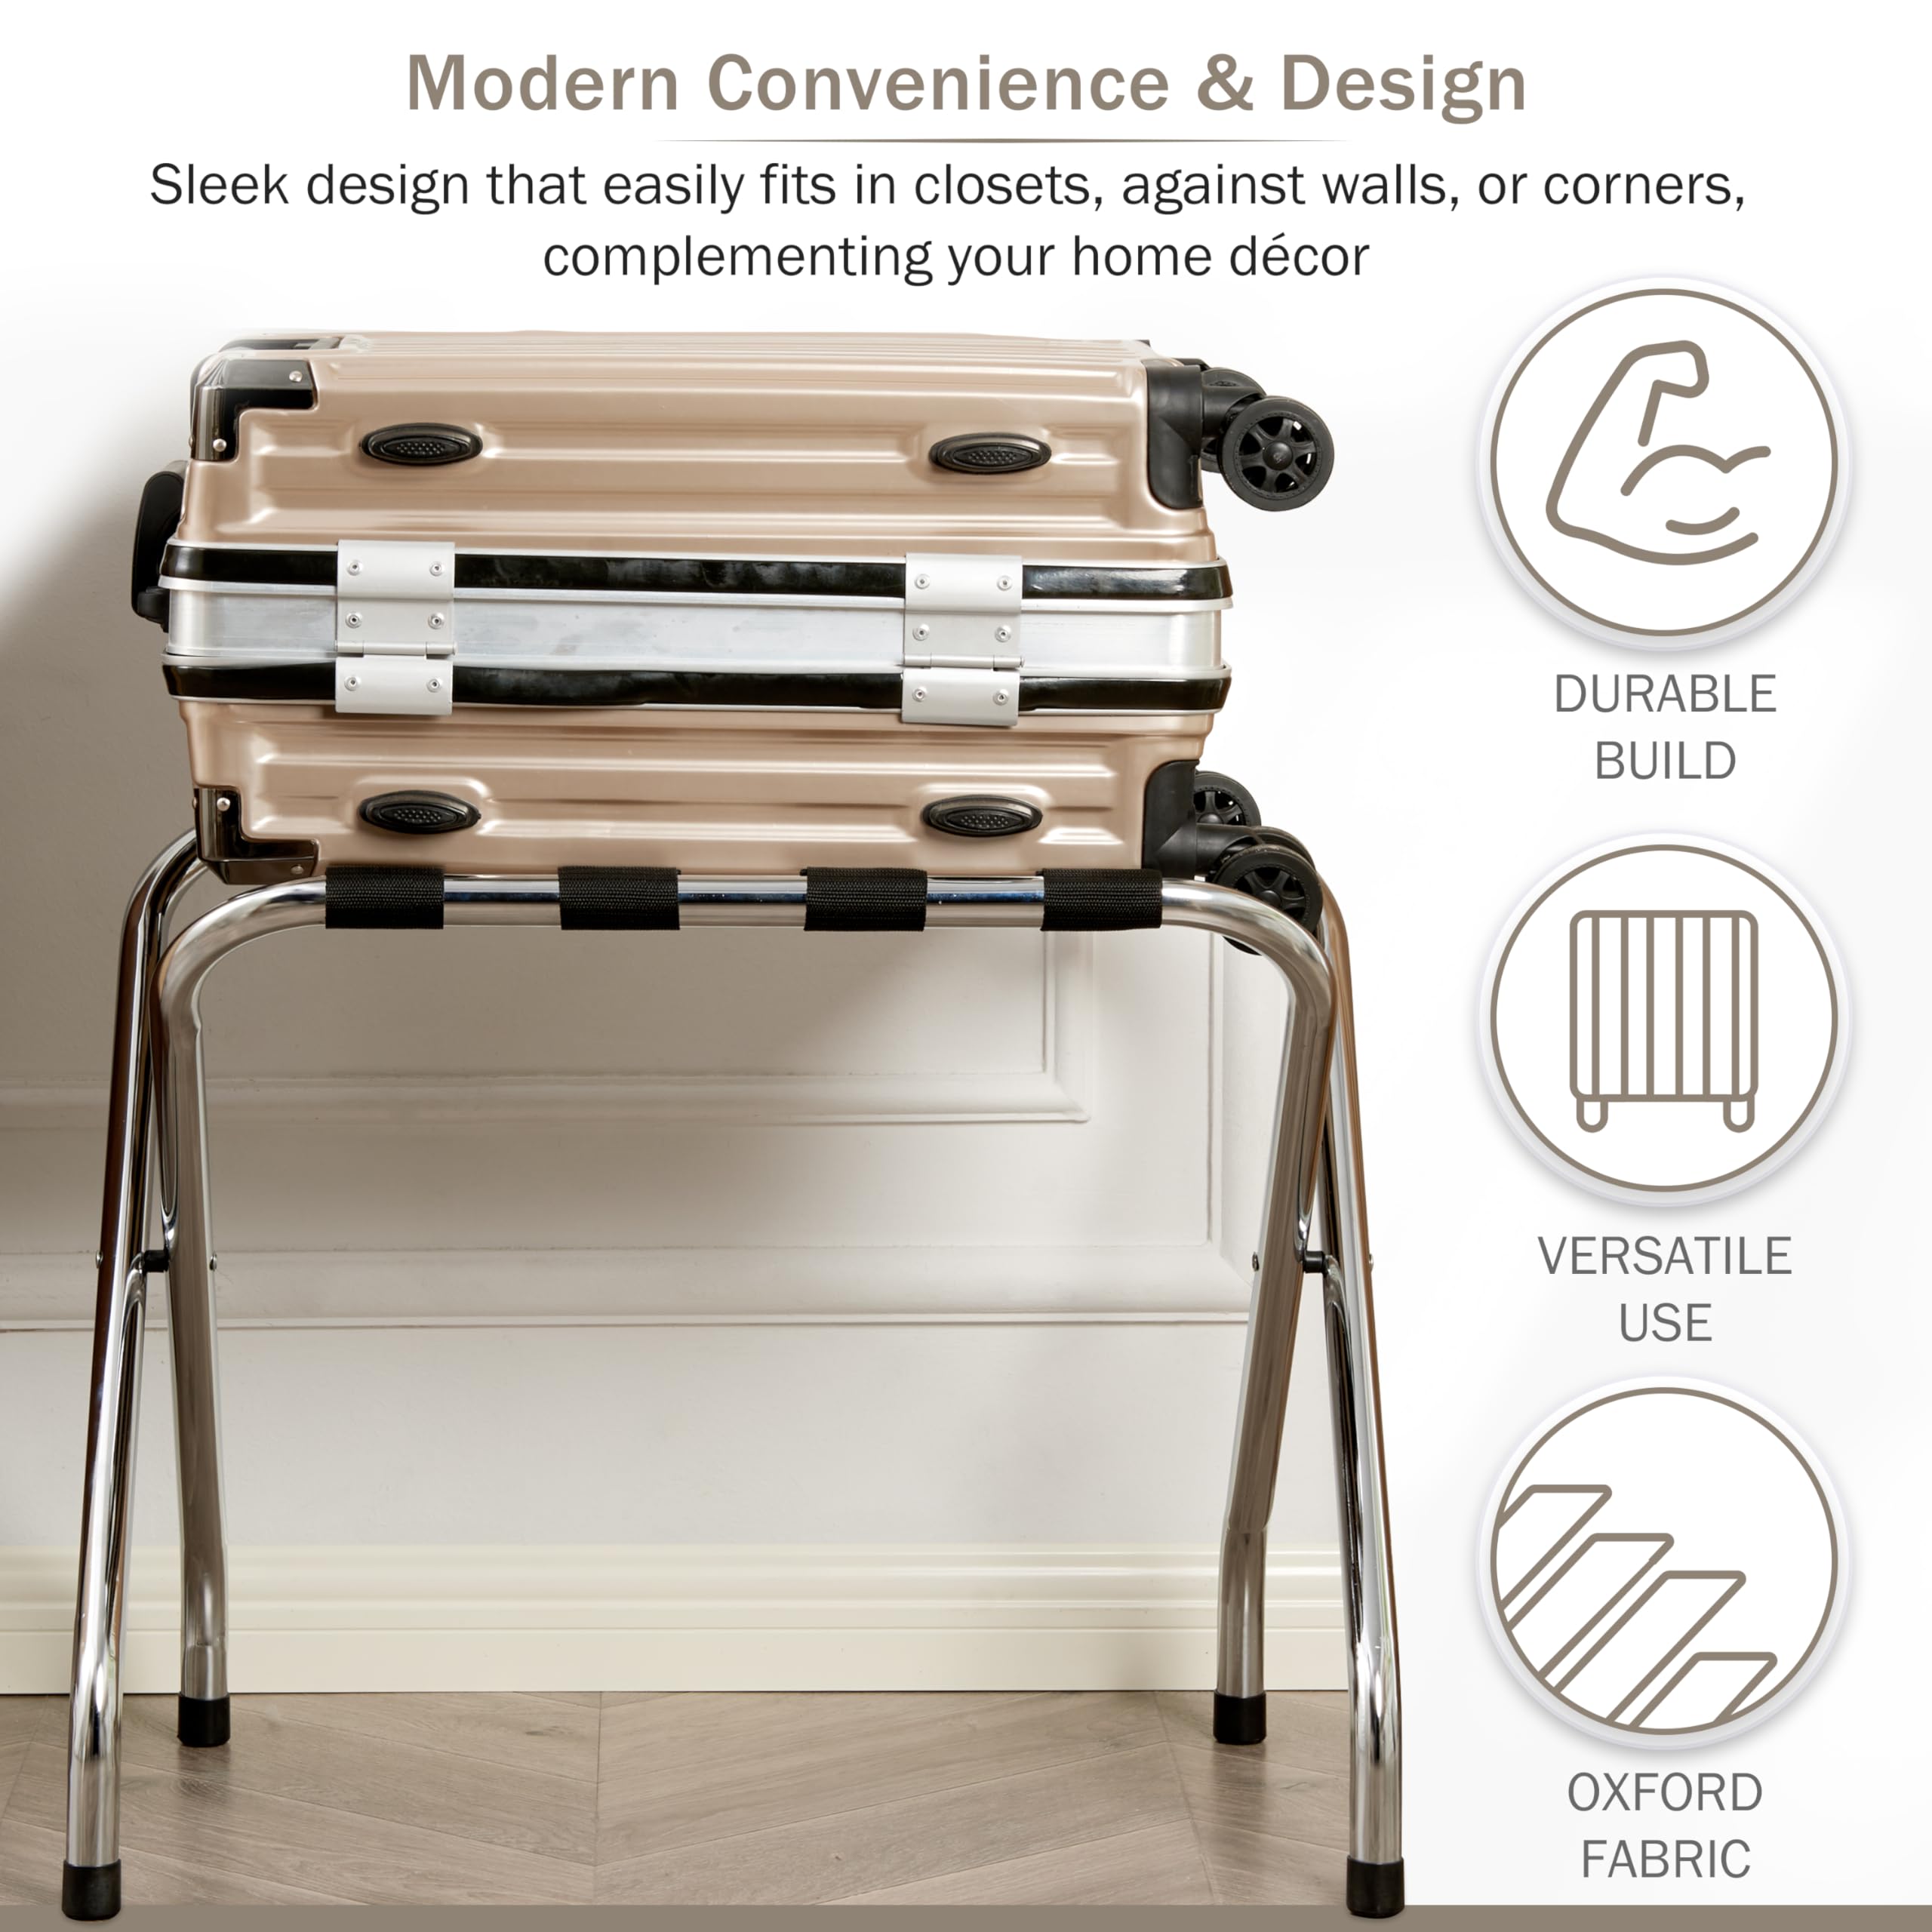 Modern Convenience & Design
Sleek design that easily fits in closets, against walls, or corners,
complementing your home décor
DURABLE
BUILD
VERSATILE
USE
OXFORD
FABRIC